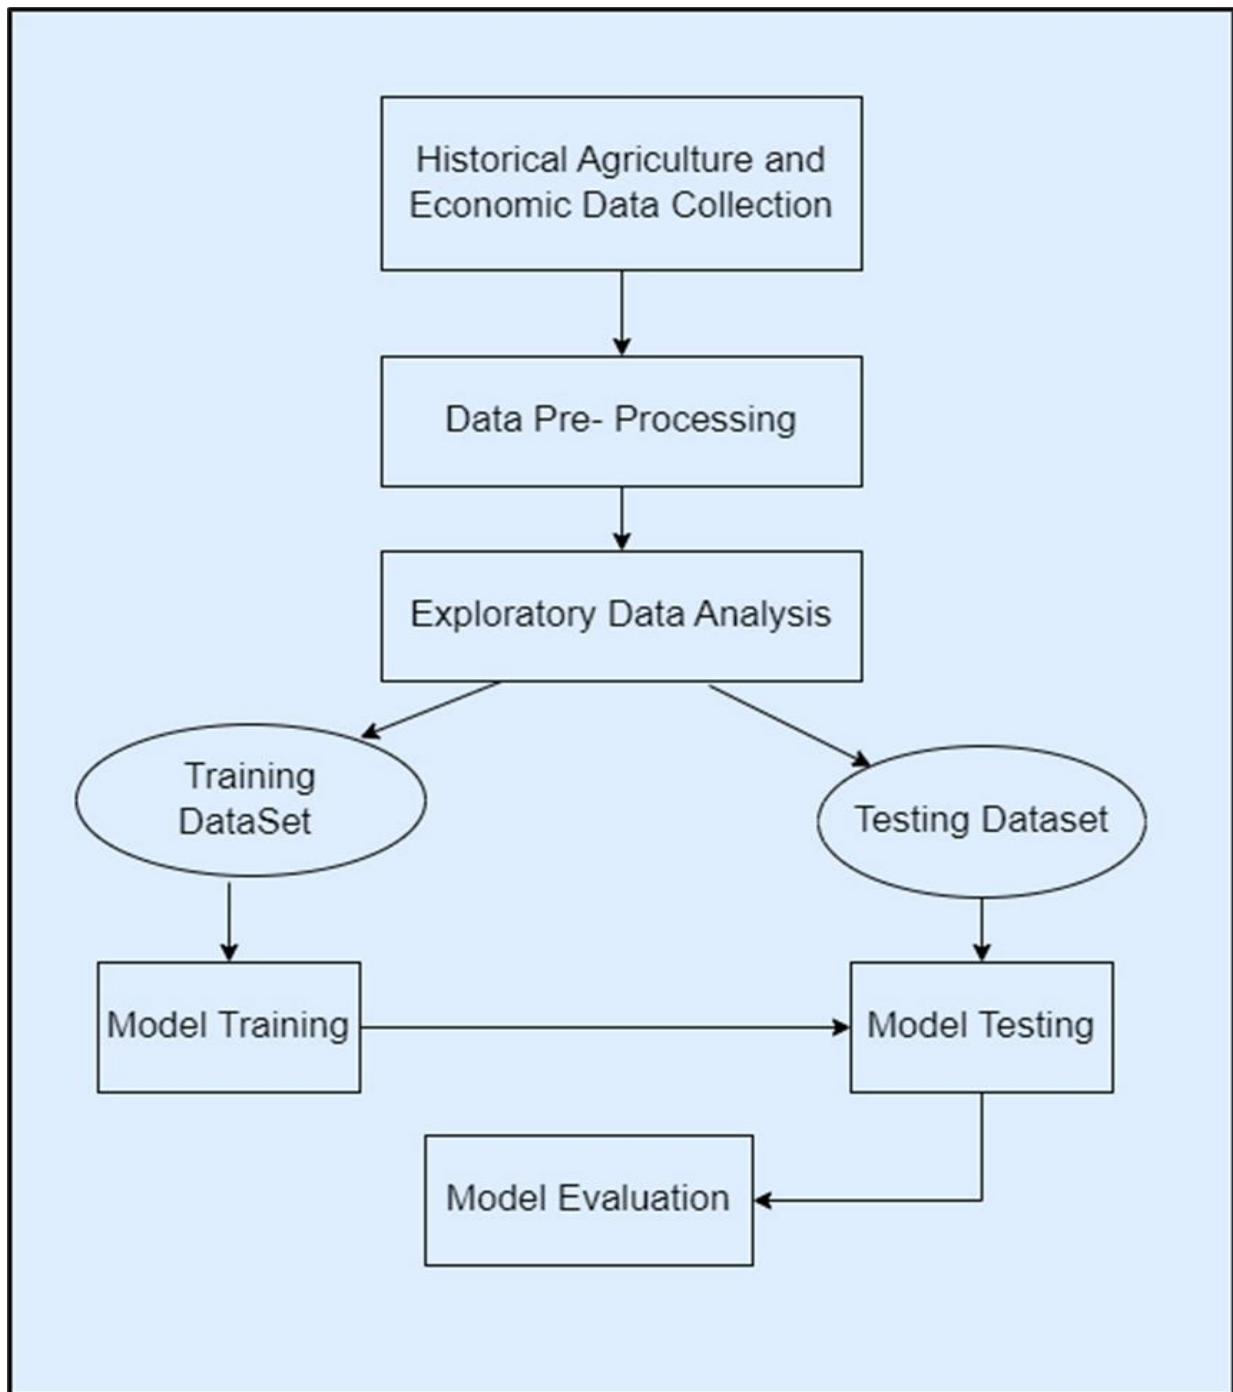 Historical Agriculture and
Economic Data Collection
Data Pre- Processing
Exploratory Data Analysis
Training
DataSet
Testing Dataset
Model Training
Model Testing
Model Evaluation